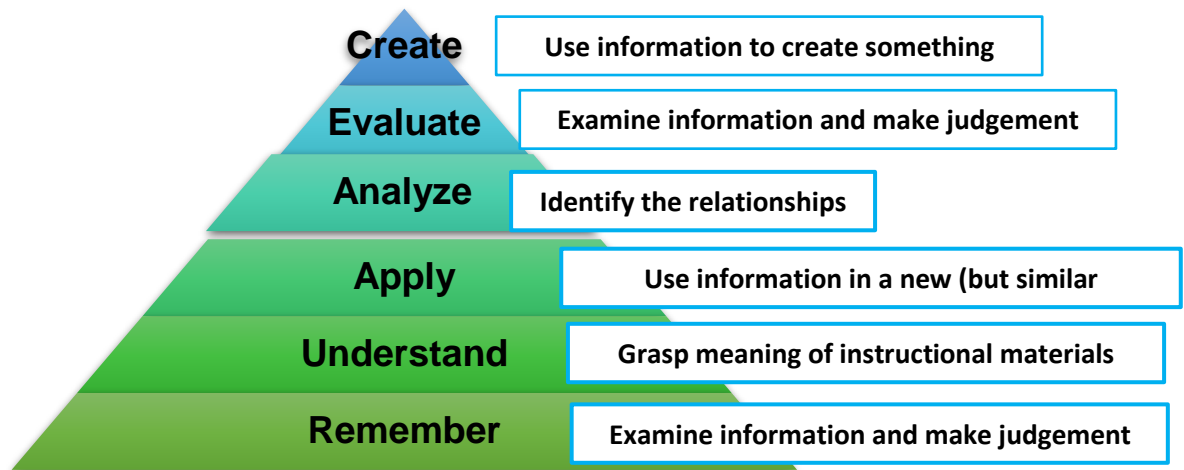 Create
Use information to create something
Evaluate
Examine information and make judgement
Analyze
Identify the relationships
Apply
Use information in a new (but similar
Understand
Grasp meaning of instructional materials
Remember
Examine information and make judgement